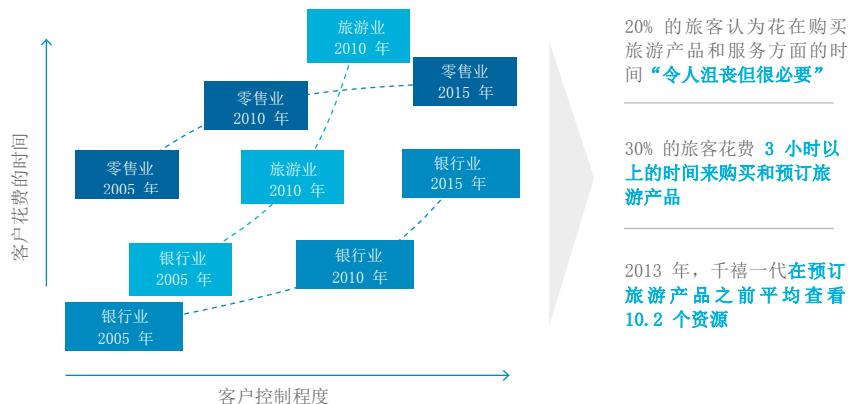 旅游业
2010 年
零售业
2015 年
零售业
2010 年
零售业
2005 年
旅游业
2010 年
银行业
2015 年
银行业
2005 年
银行业
2010 年
银行业
2005 年
客户花费的时间
客户控制程度
20% 的旅客认为花在购买
旅游产品和服务方面的时
间“令人沮丧但很必要”
30% 的旅客花费 3 小时以
上的时间来购买和预订旅
游产品
2013 年，千禧一代在预订
旅游产品之前平均查看
10.2 个资源